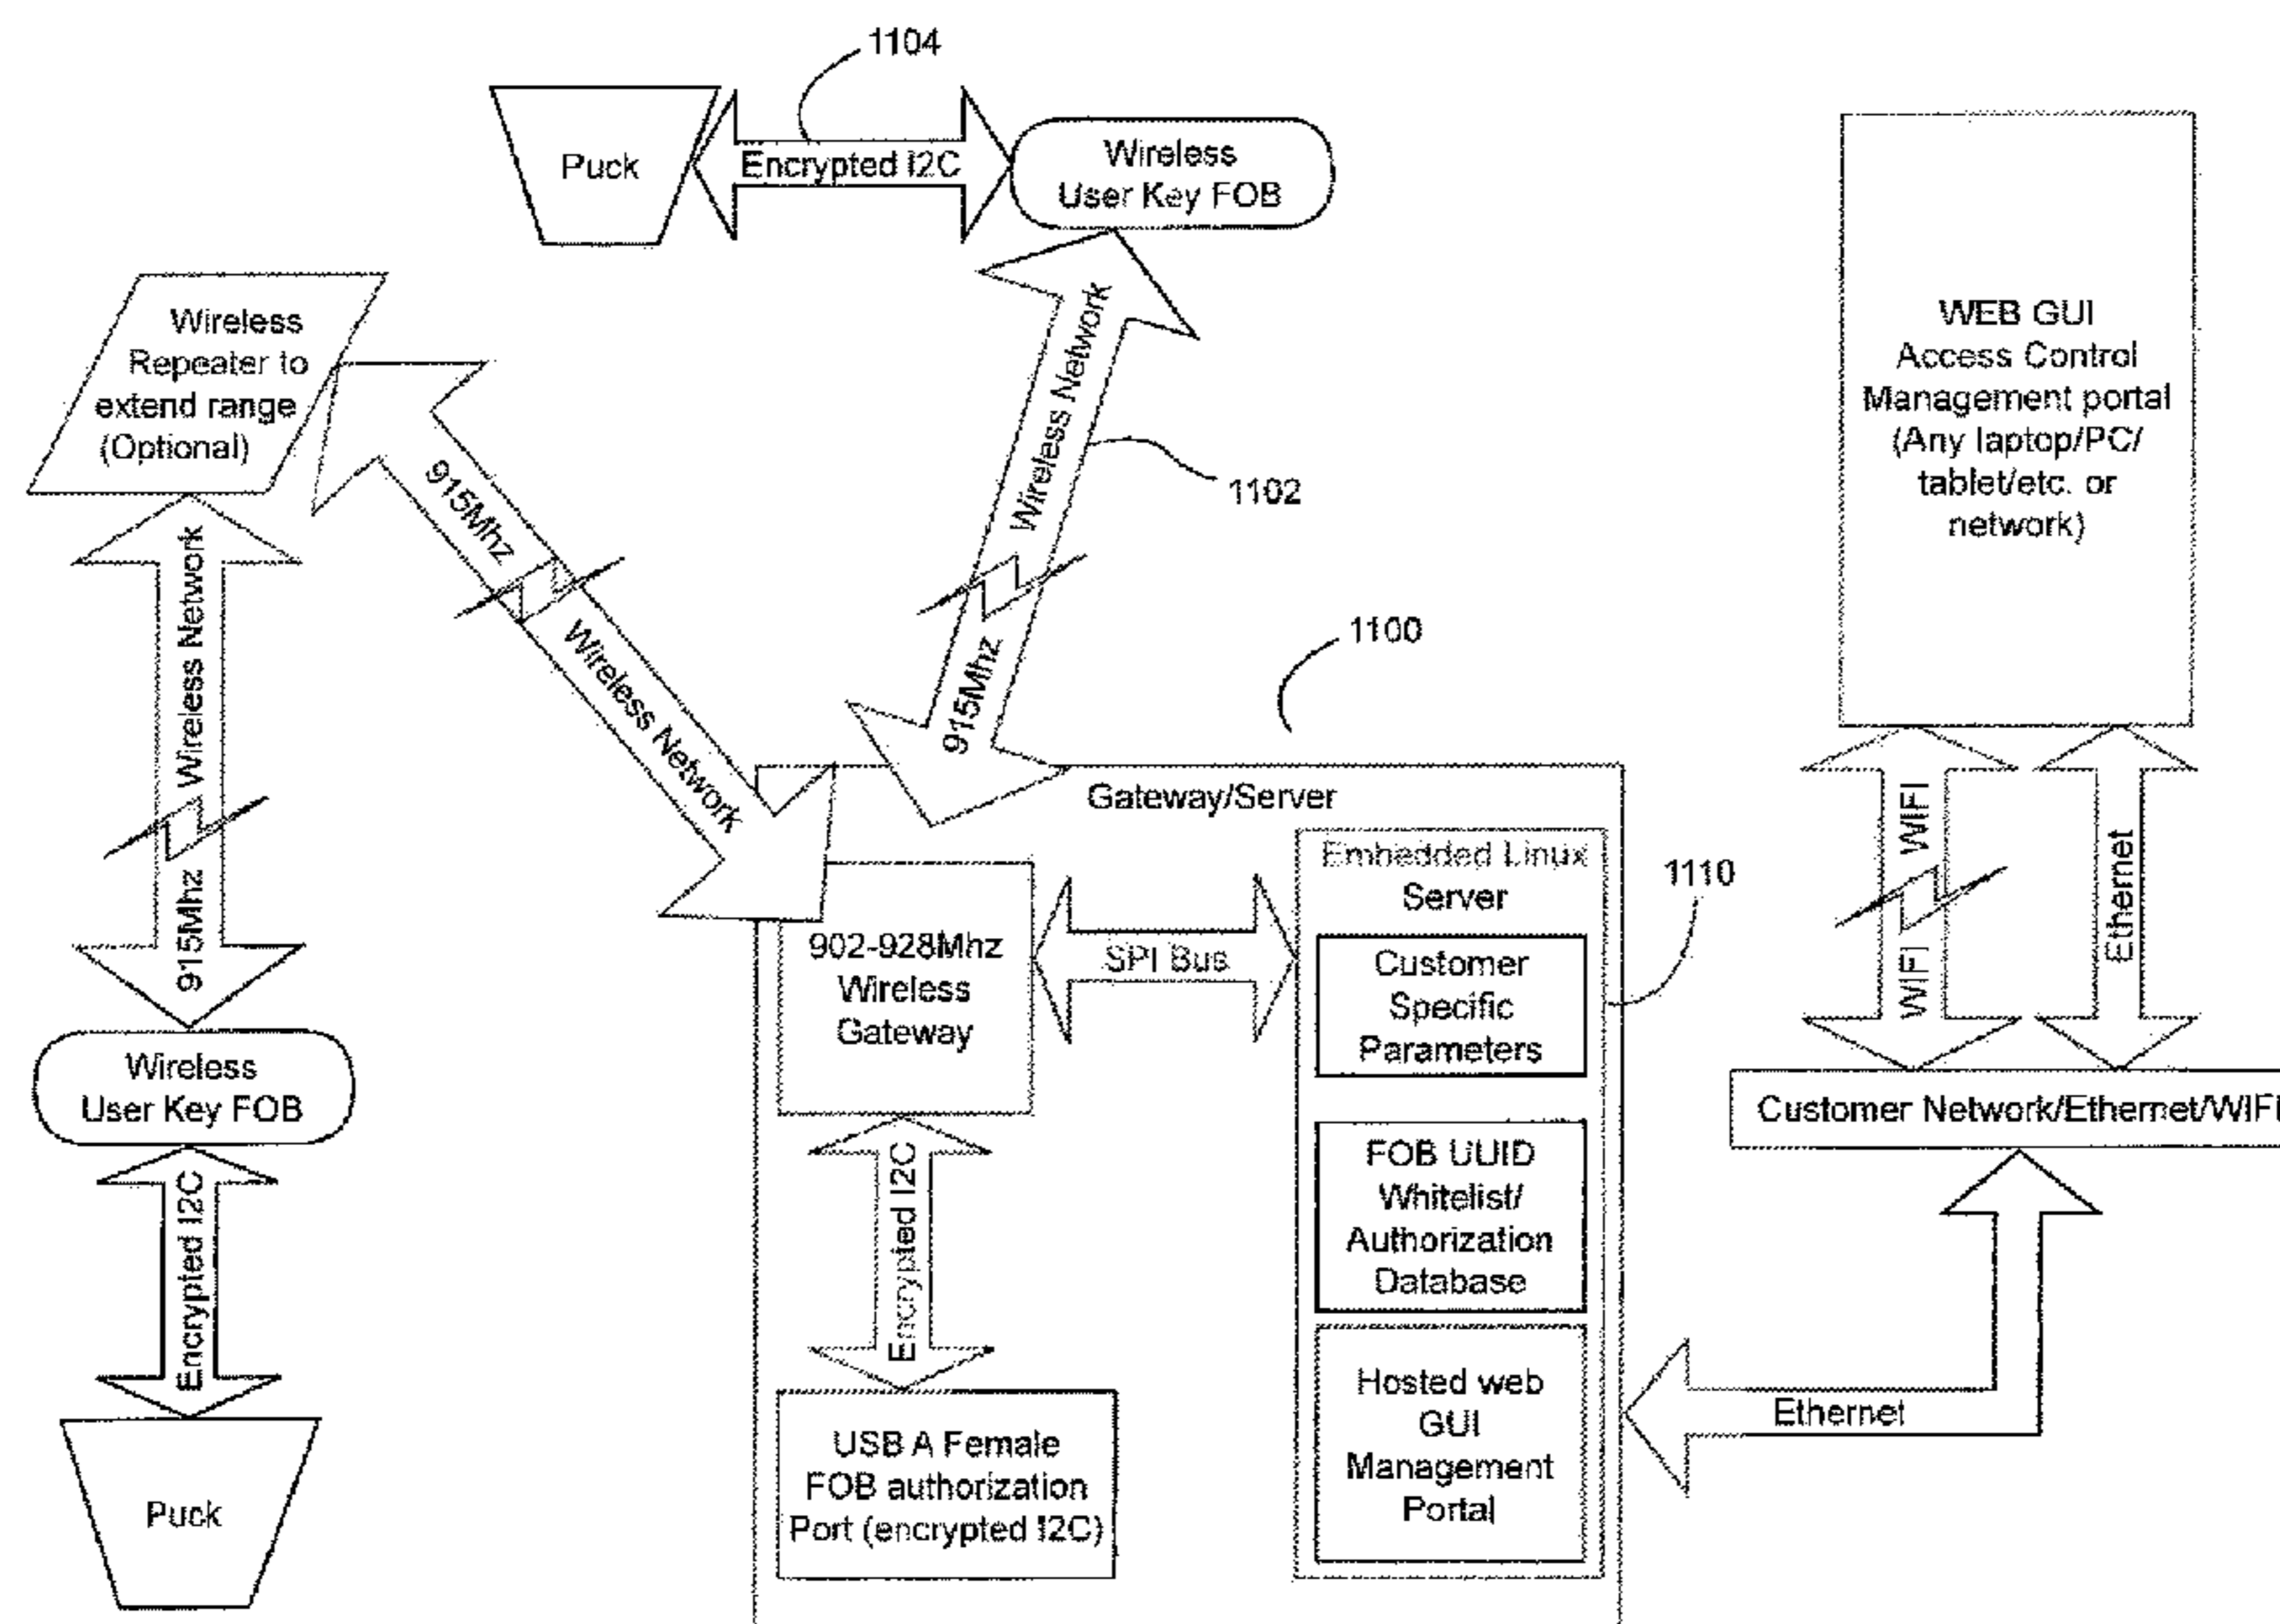 1104
Puck
Encrypted I2C
Wireless
User Key FOB
Wireless
Repeater to
extend range
(Optional)
915Mhz
Wireless Network
Wireless Network
915Mhz
1102
WEB GUI
Access Control
Management portal
(Any laptop/PC/
tablet/etc. or
network)
915Mhz Wireless Network
1100
Gateway/Server
Embedded Linux
Server
1110
902-928Mhz
Wireless
Gateway
SPI Bus
Customer
Specific
Parameters
WIFI
WIFI
Ethernet
Wireless
User Key FOB
Customer Network/Ethernet/WIFI
Encrypted I2C
FOB UUID
Whitelist/
Authorization
Database
Encrypted I2C
Hosted web
GUI
Management
Portal
Ethernet
USB A Female
FOB authorization
Port (encrypted I2C)
Puck